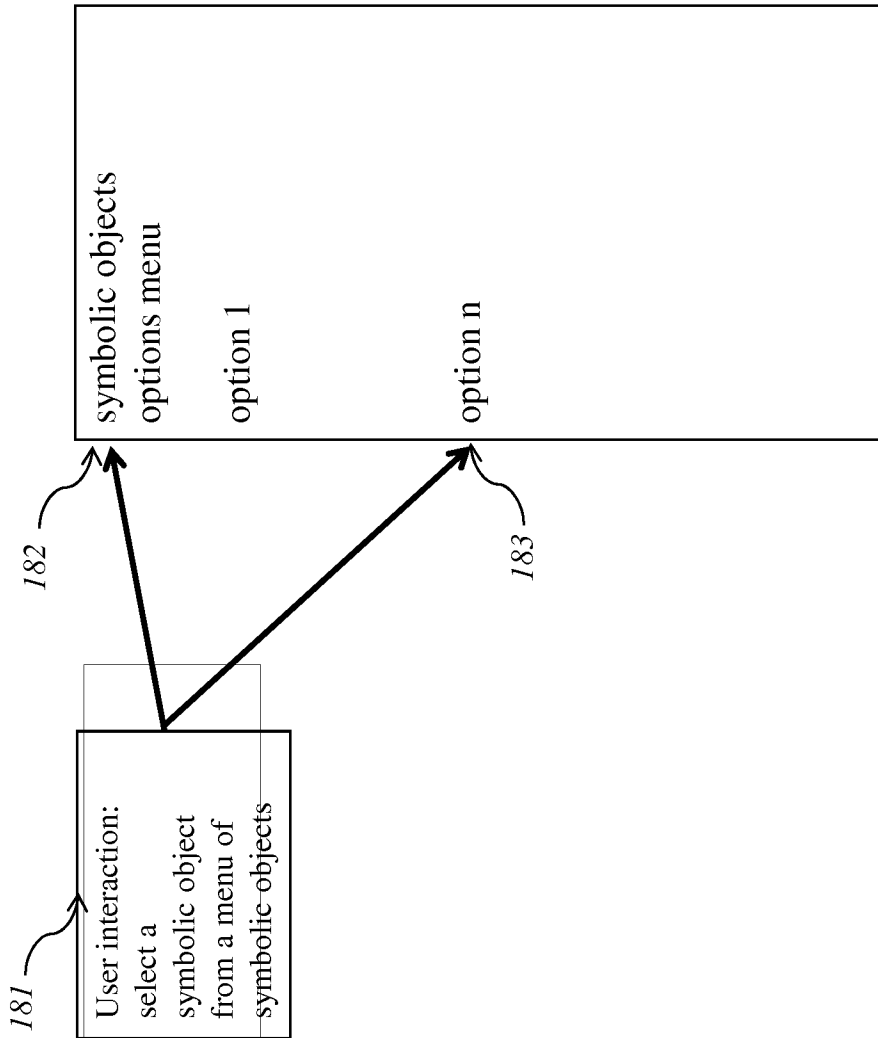 181
User interaction:
select a
symbolic object
from a menu of
symbolic objects
182
symbolic objects
options menu
option 1
option n
183